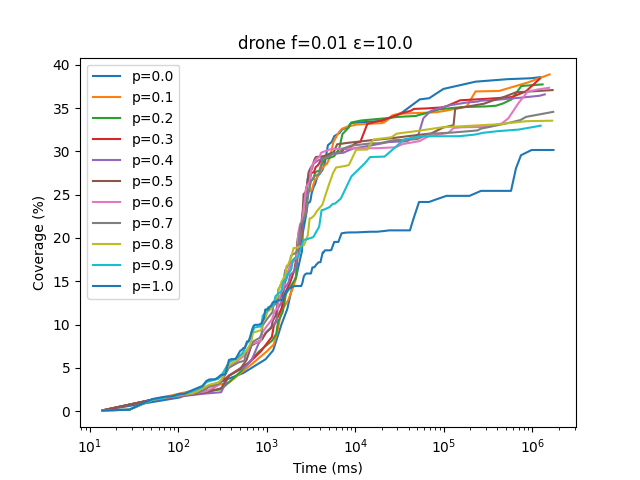 drone f=0.01 ε=10.0
40
35
30
25
20
15
10
5
0
Coverage (%)
p=0.0
p=0.1
p=0.2
p=0.3
p=0.4
p=0.5
p=0.6
p=0.7
p=0.8
p=0.9
p=1.0
10¹
10²
10³
10⁴
10⁵
10⁶
Time (ms)